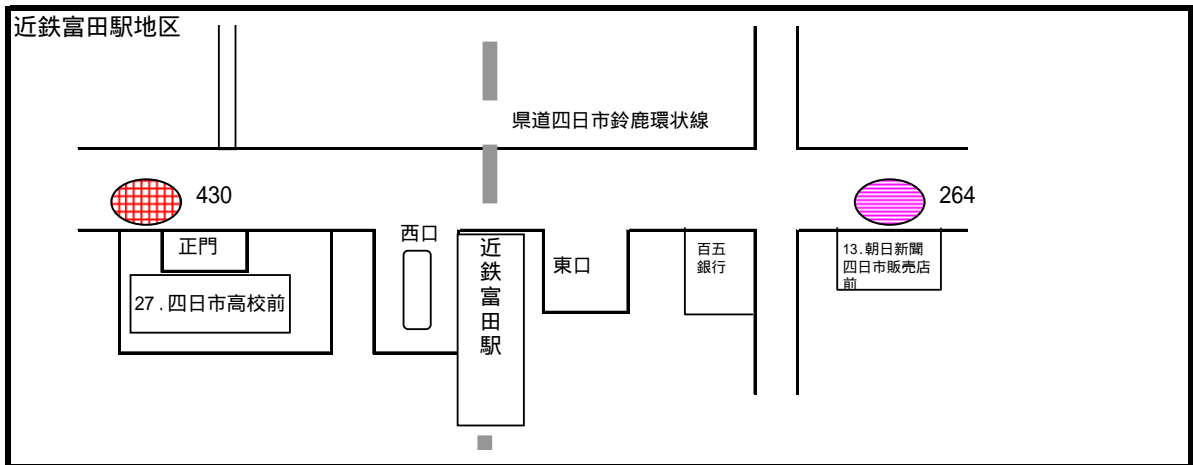 近鉄富田駅地区
県道四日市鈴鹿環状線
430
264
正門
西口
近鉄富田駅
東口
百五
銀行
13.朝日新聞
四日市販売店
前
27.四日市高校前